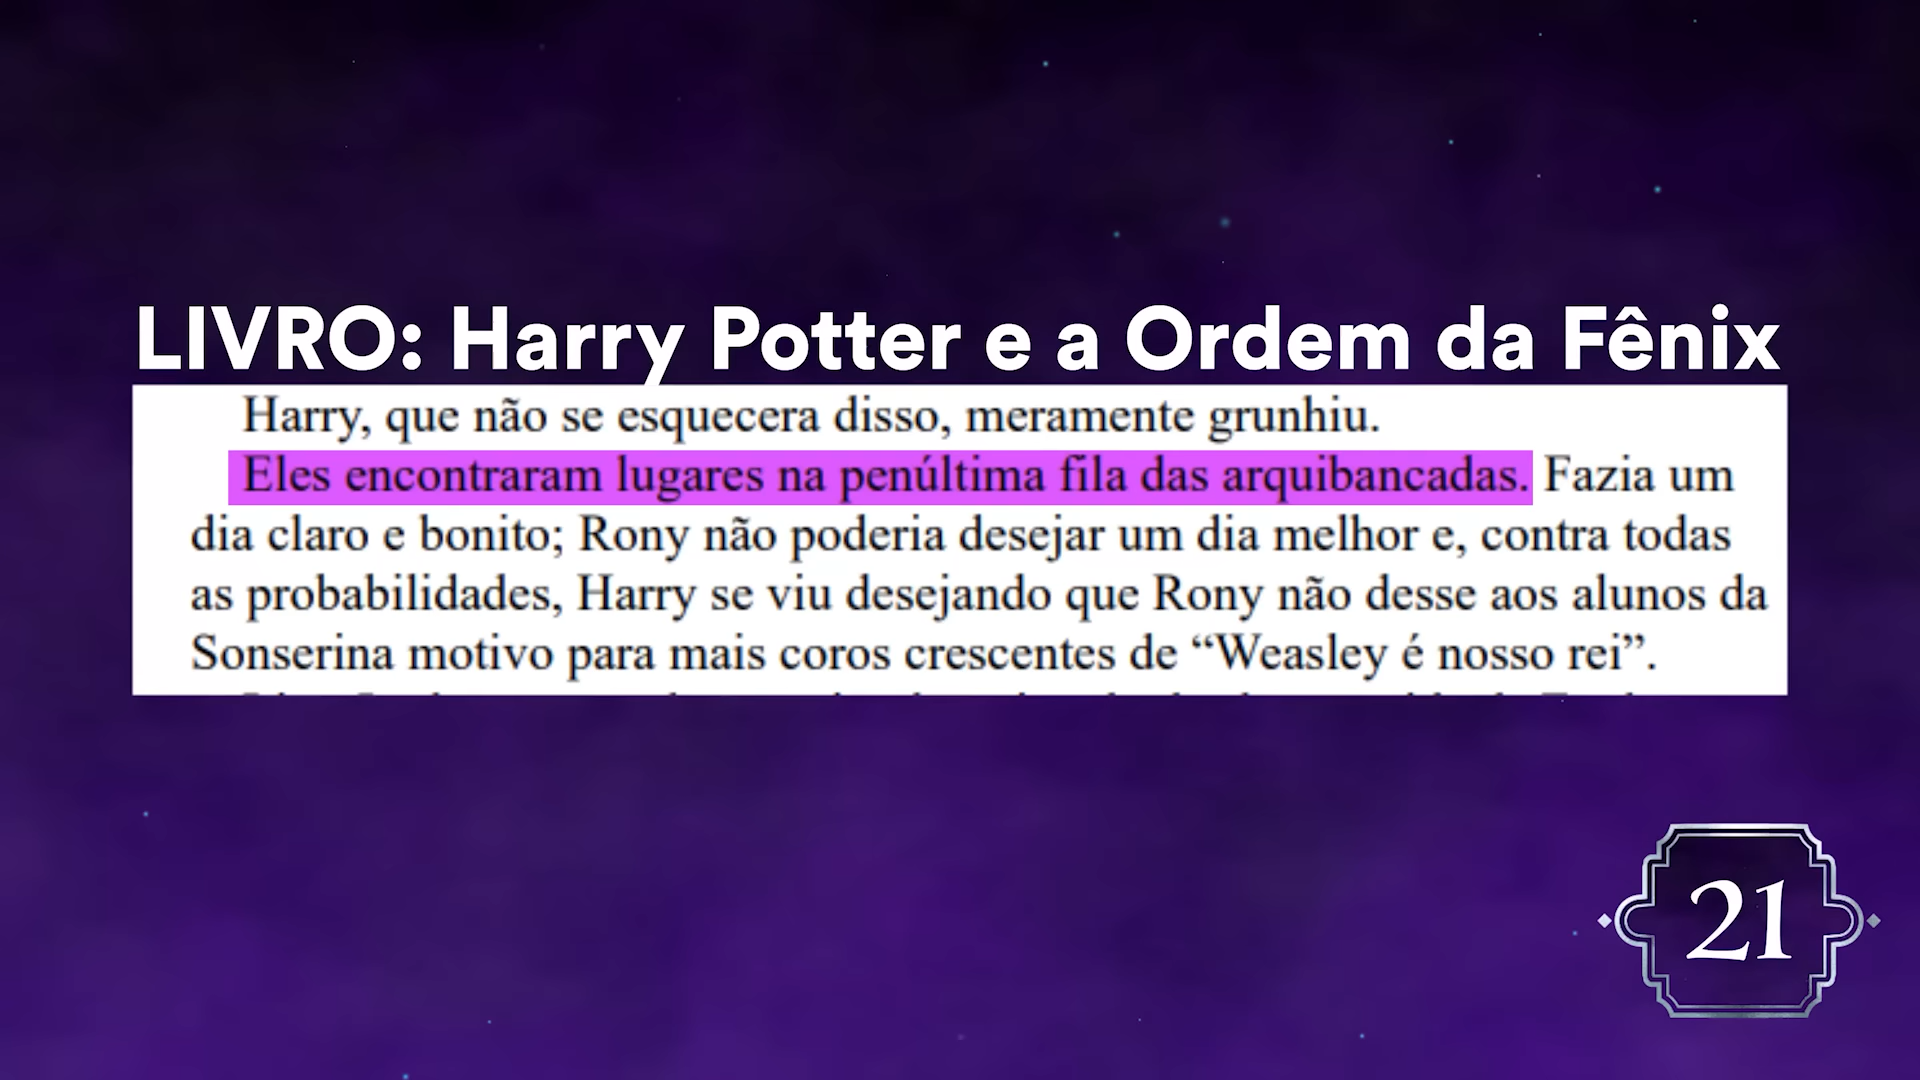 LIVRO: Harry Potter e a Ordem da Fênix
Harry, que não se esquecera disso, meramente grunhiu.
Eles encontraram lugares na penúltima fila das arquibancadas. Fazia um
dia claro e bonito; Rony não poderia desejar um dia melhor e, contra todas
as probabilidades, Harry se viu desejando que Rony não desse aos alunos da
Sonserina motivo para mais coros crescentes de “Weasley é nosso rei”.
21